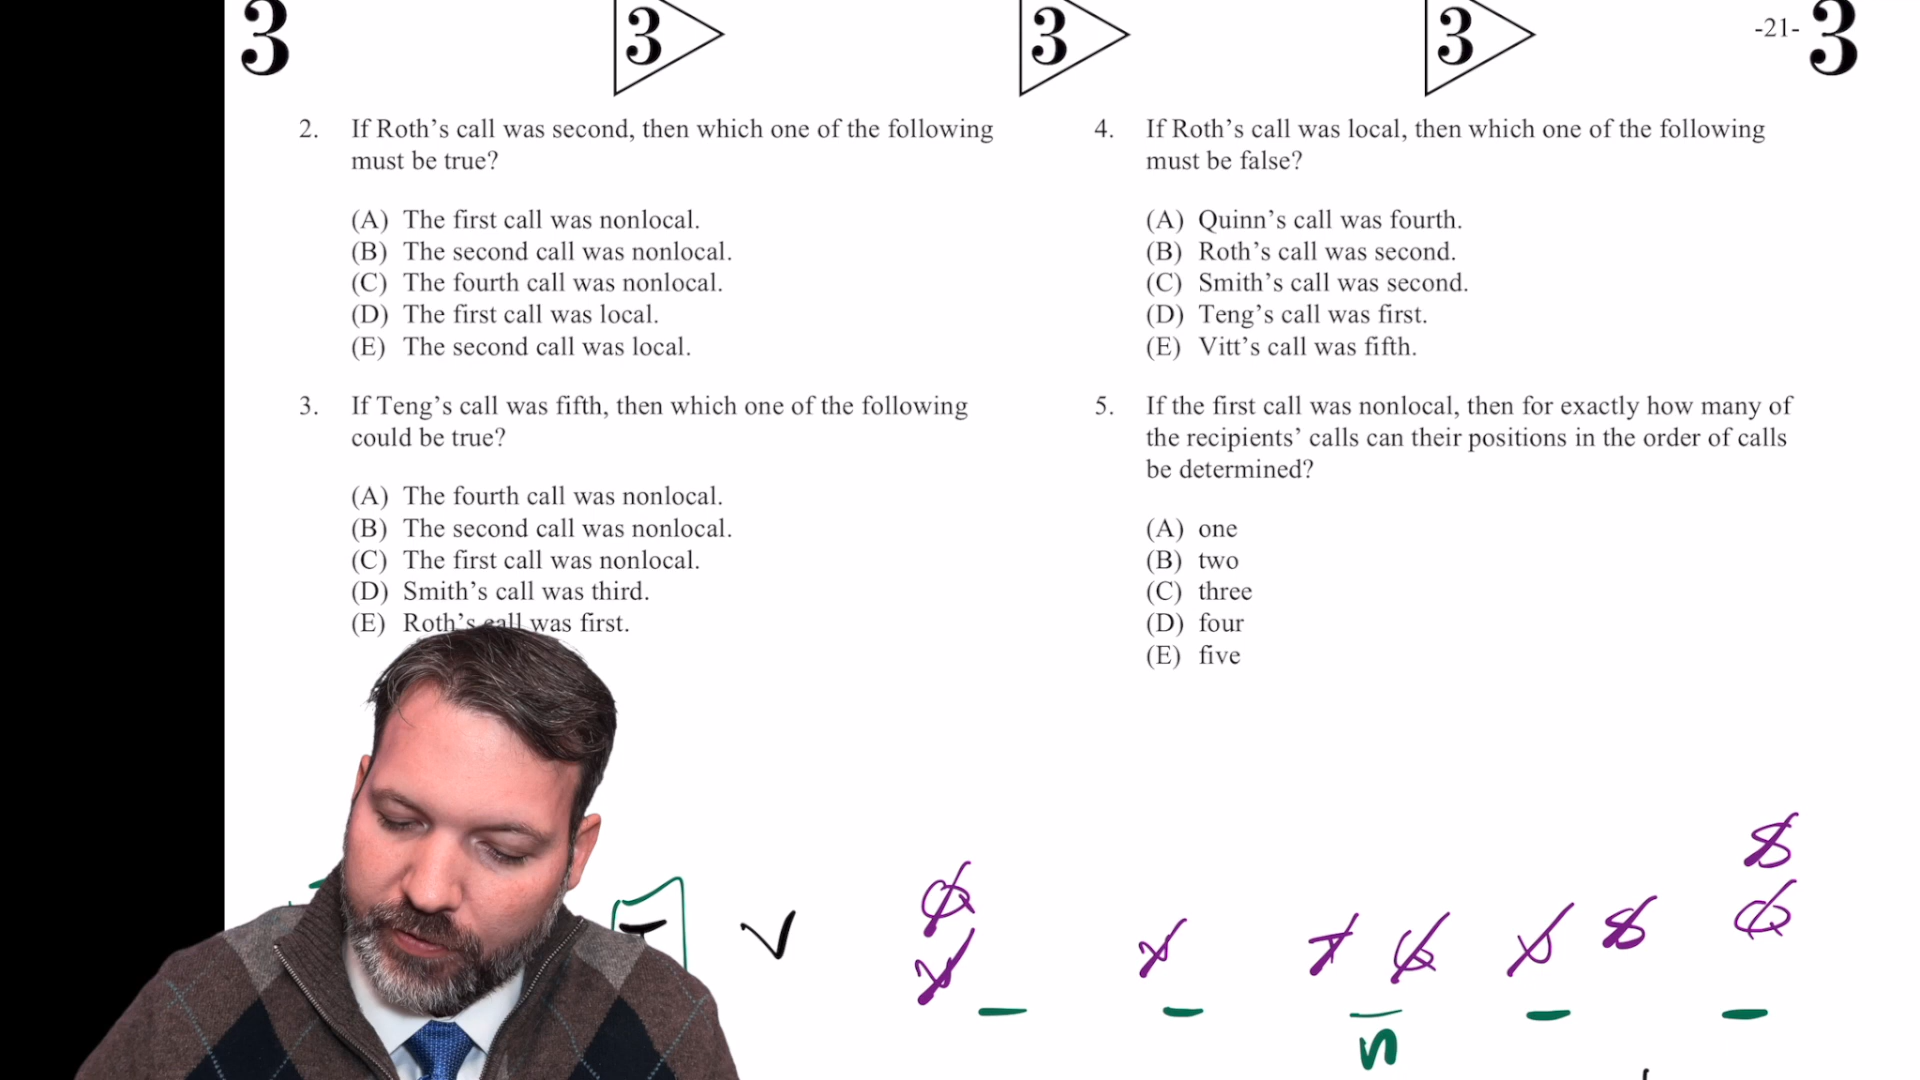 3 3 3 3 -21- 3
2. If Roth's call was second, then which one of the following
must be true?
(A) The first call was nonlocal.
(B) The second call was nonlocal.
(C) The fourth call was nonlocal.
(D) The first call was local.
(E) The second call was local.
3. If Teng's call was fifth, then which one of the following
could be true?
(A) The fourth call was nonlocal.
(B) The second call was nonlocal.
(C) The first call was nonlocal.
(D) Smith's call was third.
(E) Roth's call was first.
4. If Roth's call was local, then which one of the following
must be false?
(A) Quinn's call was fourth.
(B) Roth's call was second.
(C) Smith's call was second.
(D) Teng's call was first.
(E) Vitt's call was fifth.
5. If the first call was nonlocal, then for exactly how many of
the recipients' calls can their positions in the order of calls
be determined?
(A) one
(B) two
(C) three
(D) four
(E) five
n